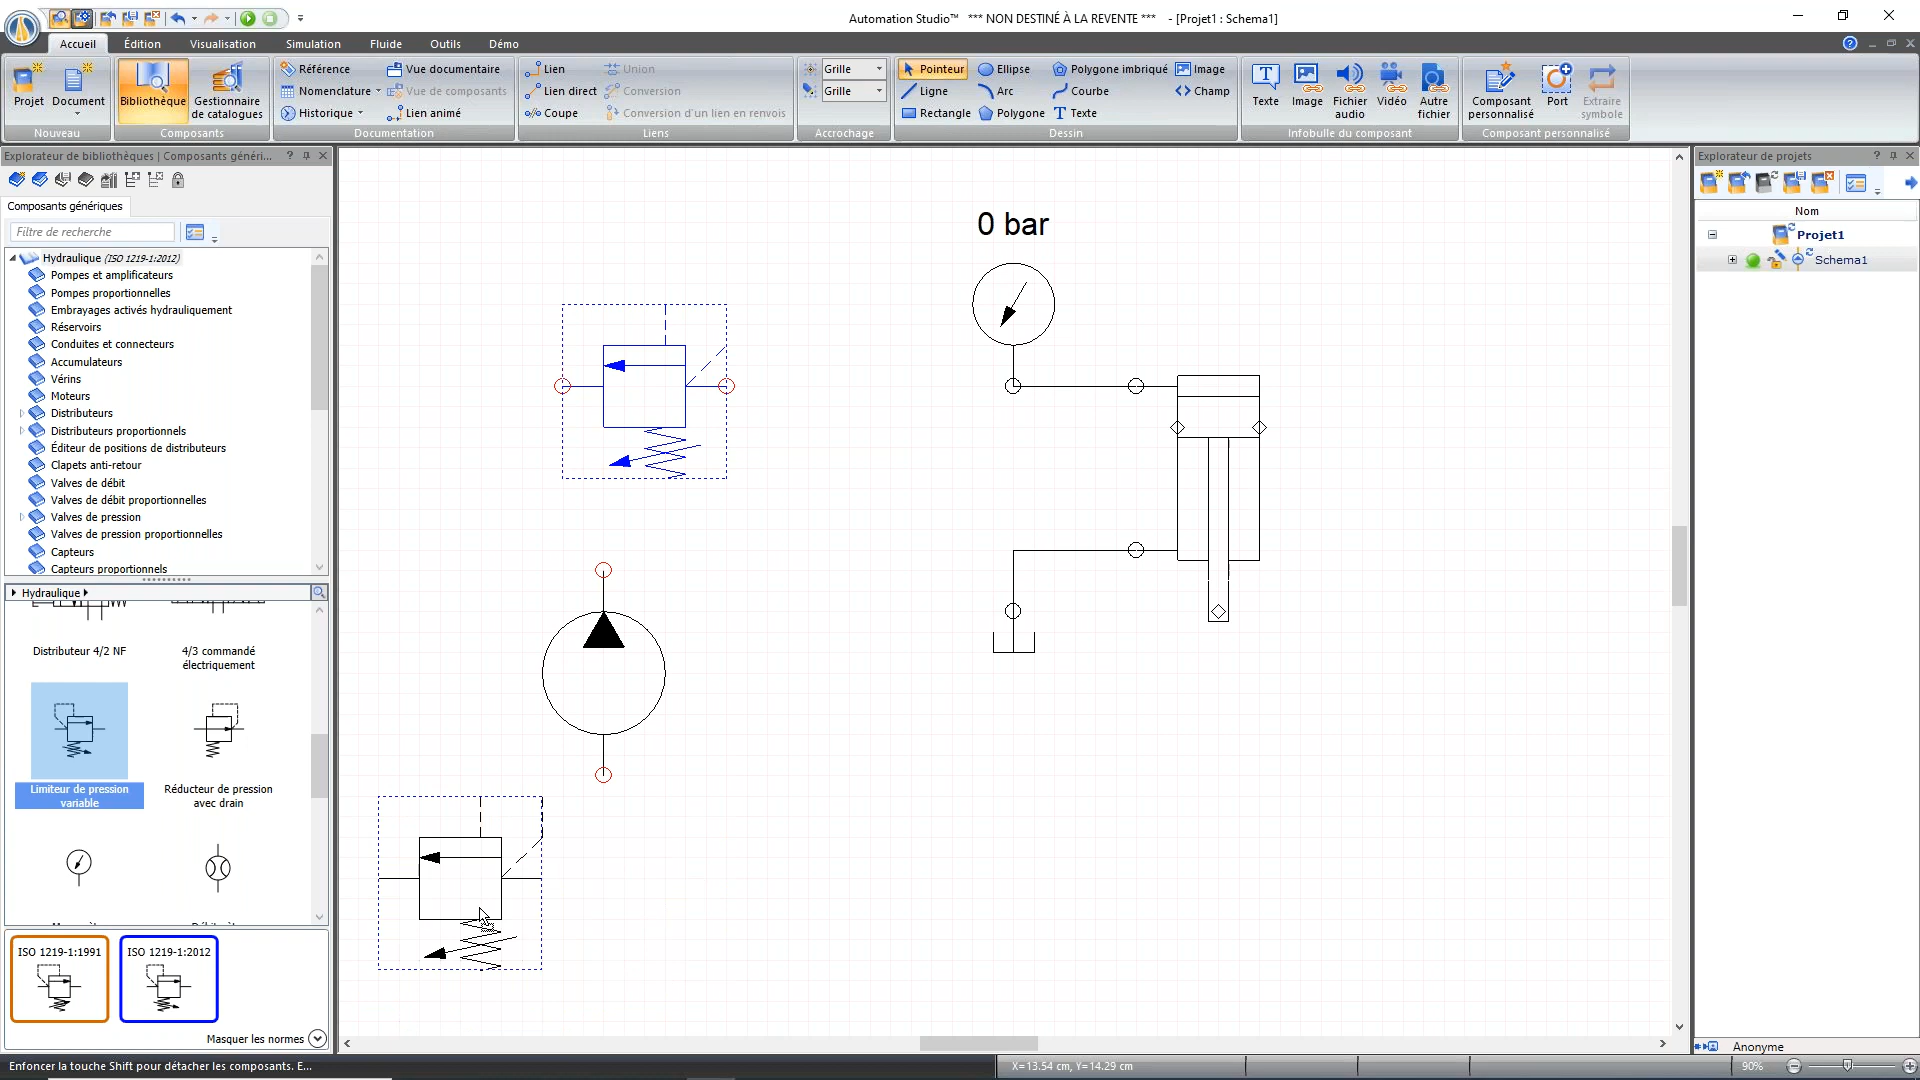 Automation Studio™ *** NON DESTINÉ À LA REVENTE *** - [Projet1 : Schema1]
Accueil Édition Visualisation Simulation Fluide Outils Démo
Projet
Document
Nouveau
Bibliothèque
Gestionnaire de catalogues
Composants
Référence
Vue documentaire
Nomenclature
Vue de composants
Historique
Lien animé
Documentation
Lien
Union
Lien direct
Conversion
Coupe
Conversion d'un lien en renvois
Liens
Grille
Grille
Accrochage
Pointeur
Ellipse
Polygone imbriqué
Image
Ligne
Arc
Courbe
Champ
Rectangle
Polygone
Texte
Dessin
Texte
Image
Fichier audio
Vidéo
Autre fichier
Infobulle du composant
Composant personnalisé
Port
Extraire symbole
Composant personnalisé
Explorateur de bibliothèques | Composants généri...
Composants génériques
Filtre de recherche
Hydraulique (ISO 1219-1:2012)
Pompes et amplificateurs
Pompes proportionnelles
Embrayages activés hydrauliquement
Réservoirs
Conduites et connecteurs
Accumulateurs
Vérins
Moteurs
Distributeurs
Distributeurs proportionnels
Éditeur de positions de distributeurs
Clapets anti-retour
Valves de débit
Valves de débit proportionnelles
Valves de pression
Valves de pression proportionnelles
Capteurs
Capteurs proportionnels
Hydraulique
Distributeur 4/2 NF
4/3 commandé
électriquement
Limiteur de pression
variable
Réducteur de pression
avec drain
ISO 1219-1:1991
ISO 1219-1:2012
Masquer les normes
0 bar
Explorateur de projets
Nom
Projet1
Schema1
Anonyme
Enfoncer la touche Shift pour détacher les composants. E...
X=13.54 cm, Y=14.29 cm
90%